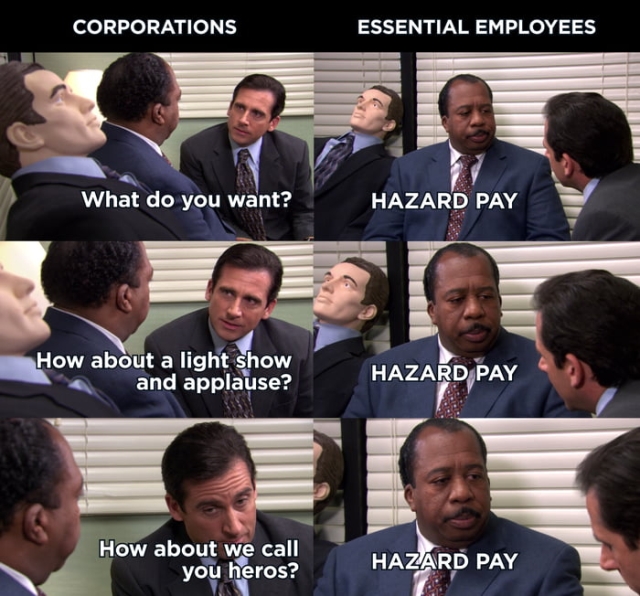 CORPORATIONS
ESSENTIAL EMPLOYEES
What do you want?
HAZARD PAY
How about a light show
and applause?
HAZARD PAY
How about we call
you heros?
HAZARD PAY